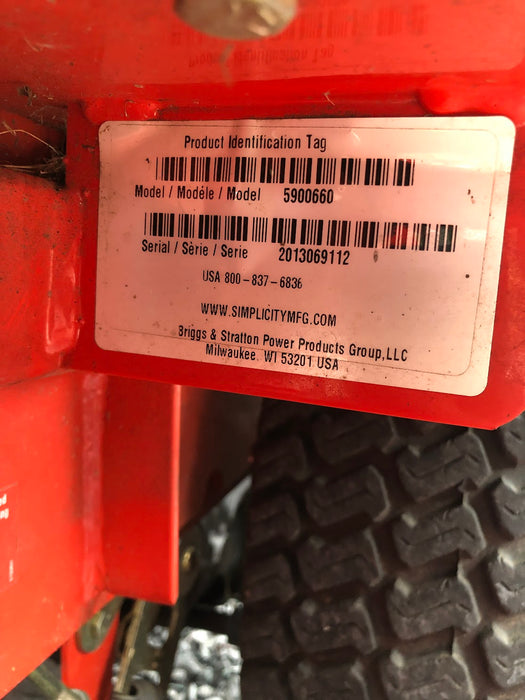 Product Identification Tag
Model / Modéle / Model 5900660
Serial / Série / Serie 2013069112
USA 800-837-6836
WWW.SIMPLICITYMFG.COM
Briggs & Stratton Power Products Group,LLC
Milwaukee, WI 53201 USA